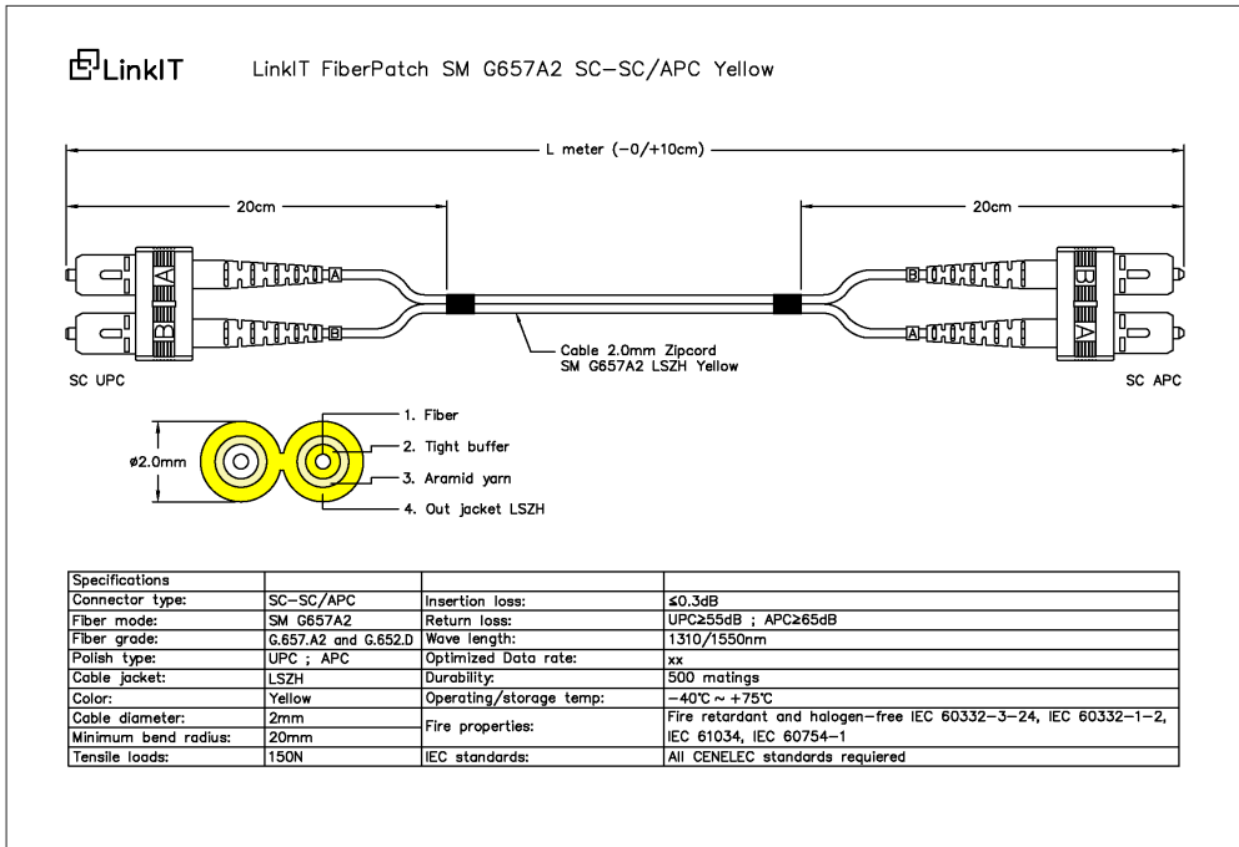 LinkIT
LinkIT FiberPatch SM G657A2 SC-SC/APC Yellow
L meter (-0/+10cm)
20cm
20cm
A
B
A
B
B
A
B
A
Cable 2.0mm Zipcord
SM G657A2 LSZH Yellow
SC UPC
SC APC
1. Fiber
2. Tight buffer
ø2.0mm
3. Aramid yarn
4. Out jacket LSZH
Specifications
Connector type: SC-SC/APC Insertion loss: ≤0.3dB
Fiber mode: SM G657A2 Return loss: UPC≥55dB ; APC≥65dB
Fiber grade: G.657.A2 and G.652.D Wave length: 1310/1550nm
Polish type: UPC ; APC Optimized Data rate: xx
Cable jacket: LSZH Durability: 500 matings
Color: Yellow Operating/storage temp: -40℃ ~ +75℃
Cable diameter: 2mm Fire properties: Fire retardant and halogen-free IEC 60332-3-24, IEC 60332-1-2,
Minimum bend radius: 20mm IEC 61034, IEC 60754-1
Tensile loads: 150N IEC standards: All CENELEC standards requiered